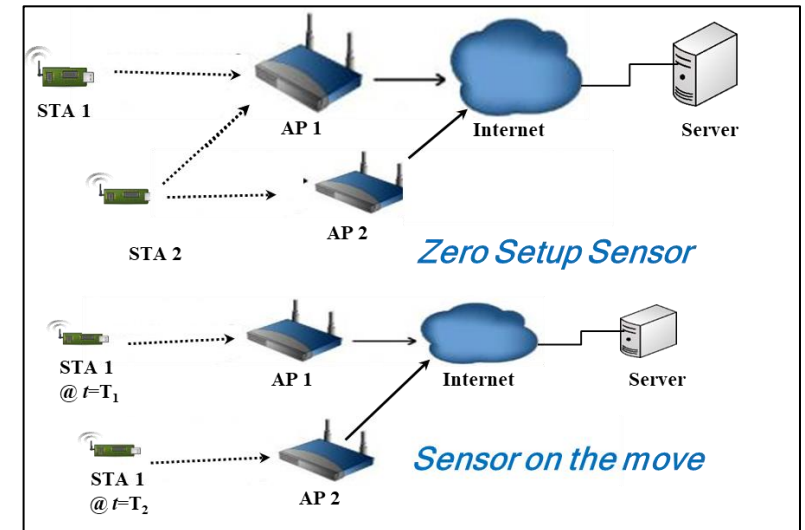 STA 1
AP 1
Internet
Server
STA 2
AP 2
Zero Setup Sensor
STA 1
@ t=T₁
AP 1
Internet
Server
STA 1
@ t=T₂
AP 2
Sensor on the move